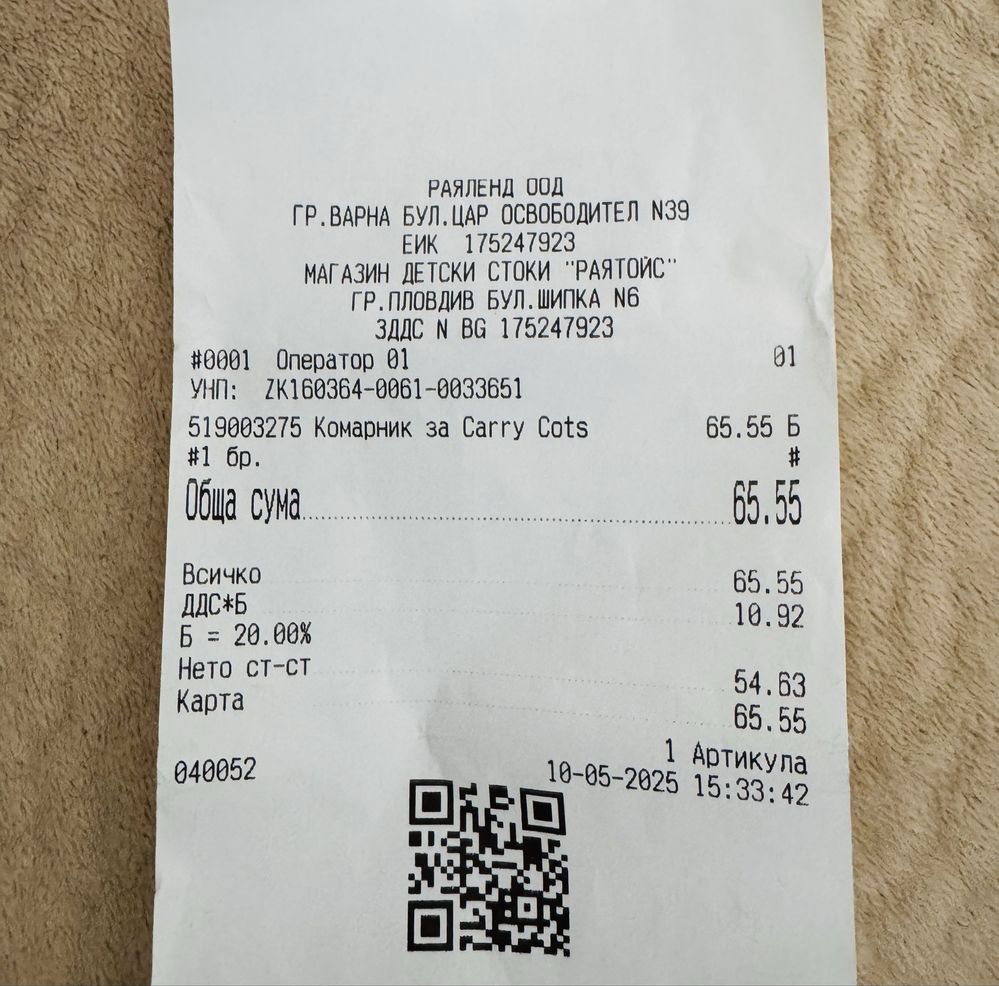 РАЯЛЕНД ООД
ГР.ВАРНА БУЛ.ЦАР ОСВОБОДИТЕЛ N39
ЕИК 175247923
МАГАЗИН ДЕТСКИ СТОКИ "РАЯТОЙС"
ГР.ПЛОВДИВ БУЛ.ШИПКА N6
ЗДДС N BG 175247923
#0001 Оператор 01 01
УНП: ZK160364-0061-0033651
519003275 Комарник за Carry Cots 65.55 Б
#1 бр. #
Обща сума 65.55
Всичко 65.55
ДДС*Б 10.92
Б = 20.00%
Нето ст-ст 54.63
Карта 65.55
1 Артикула
040052 10-05-2025 15:33:42